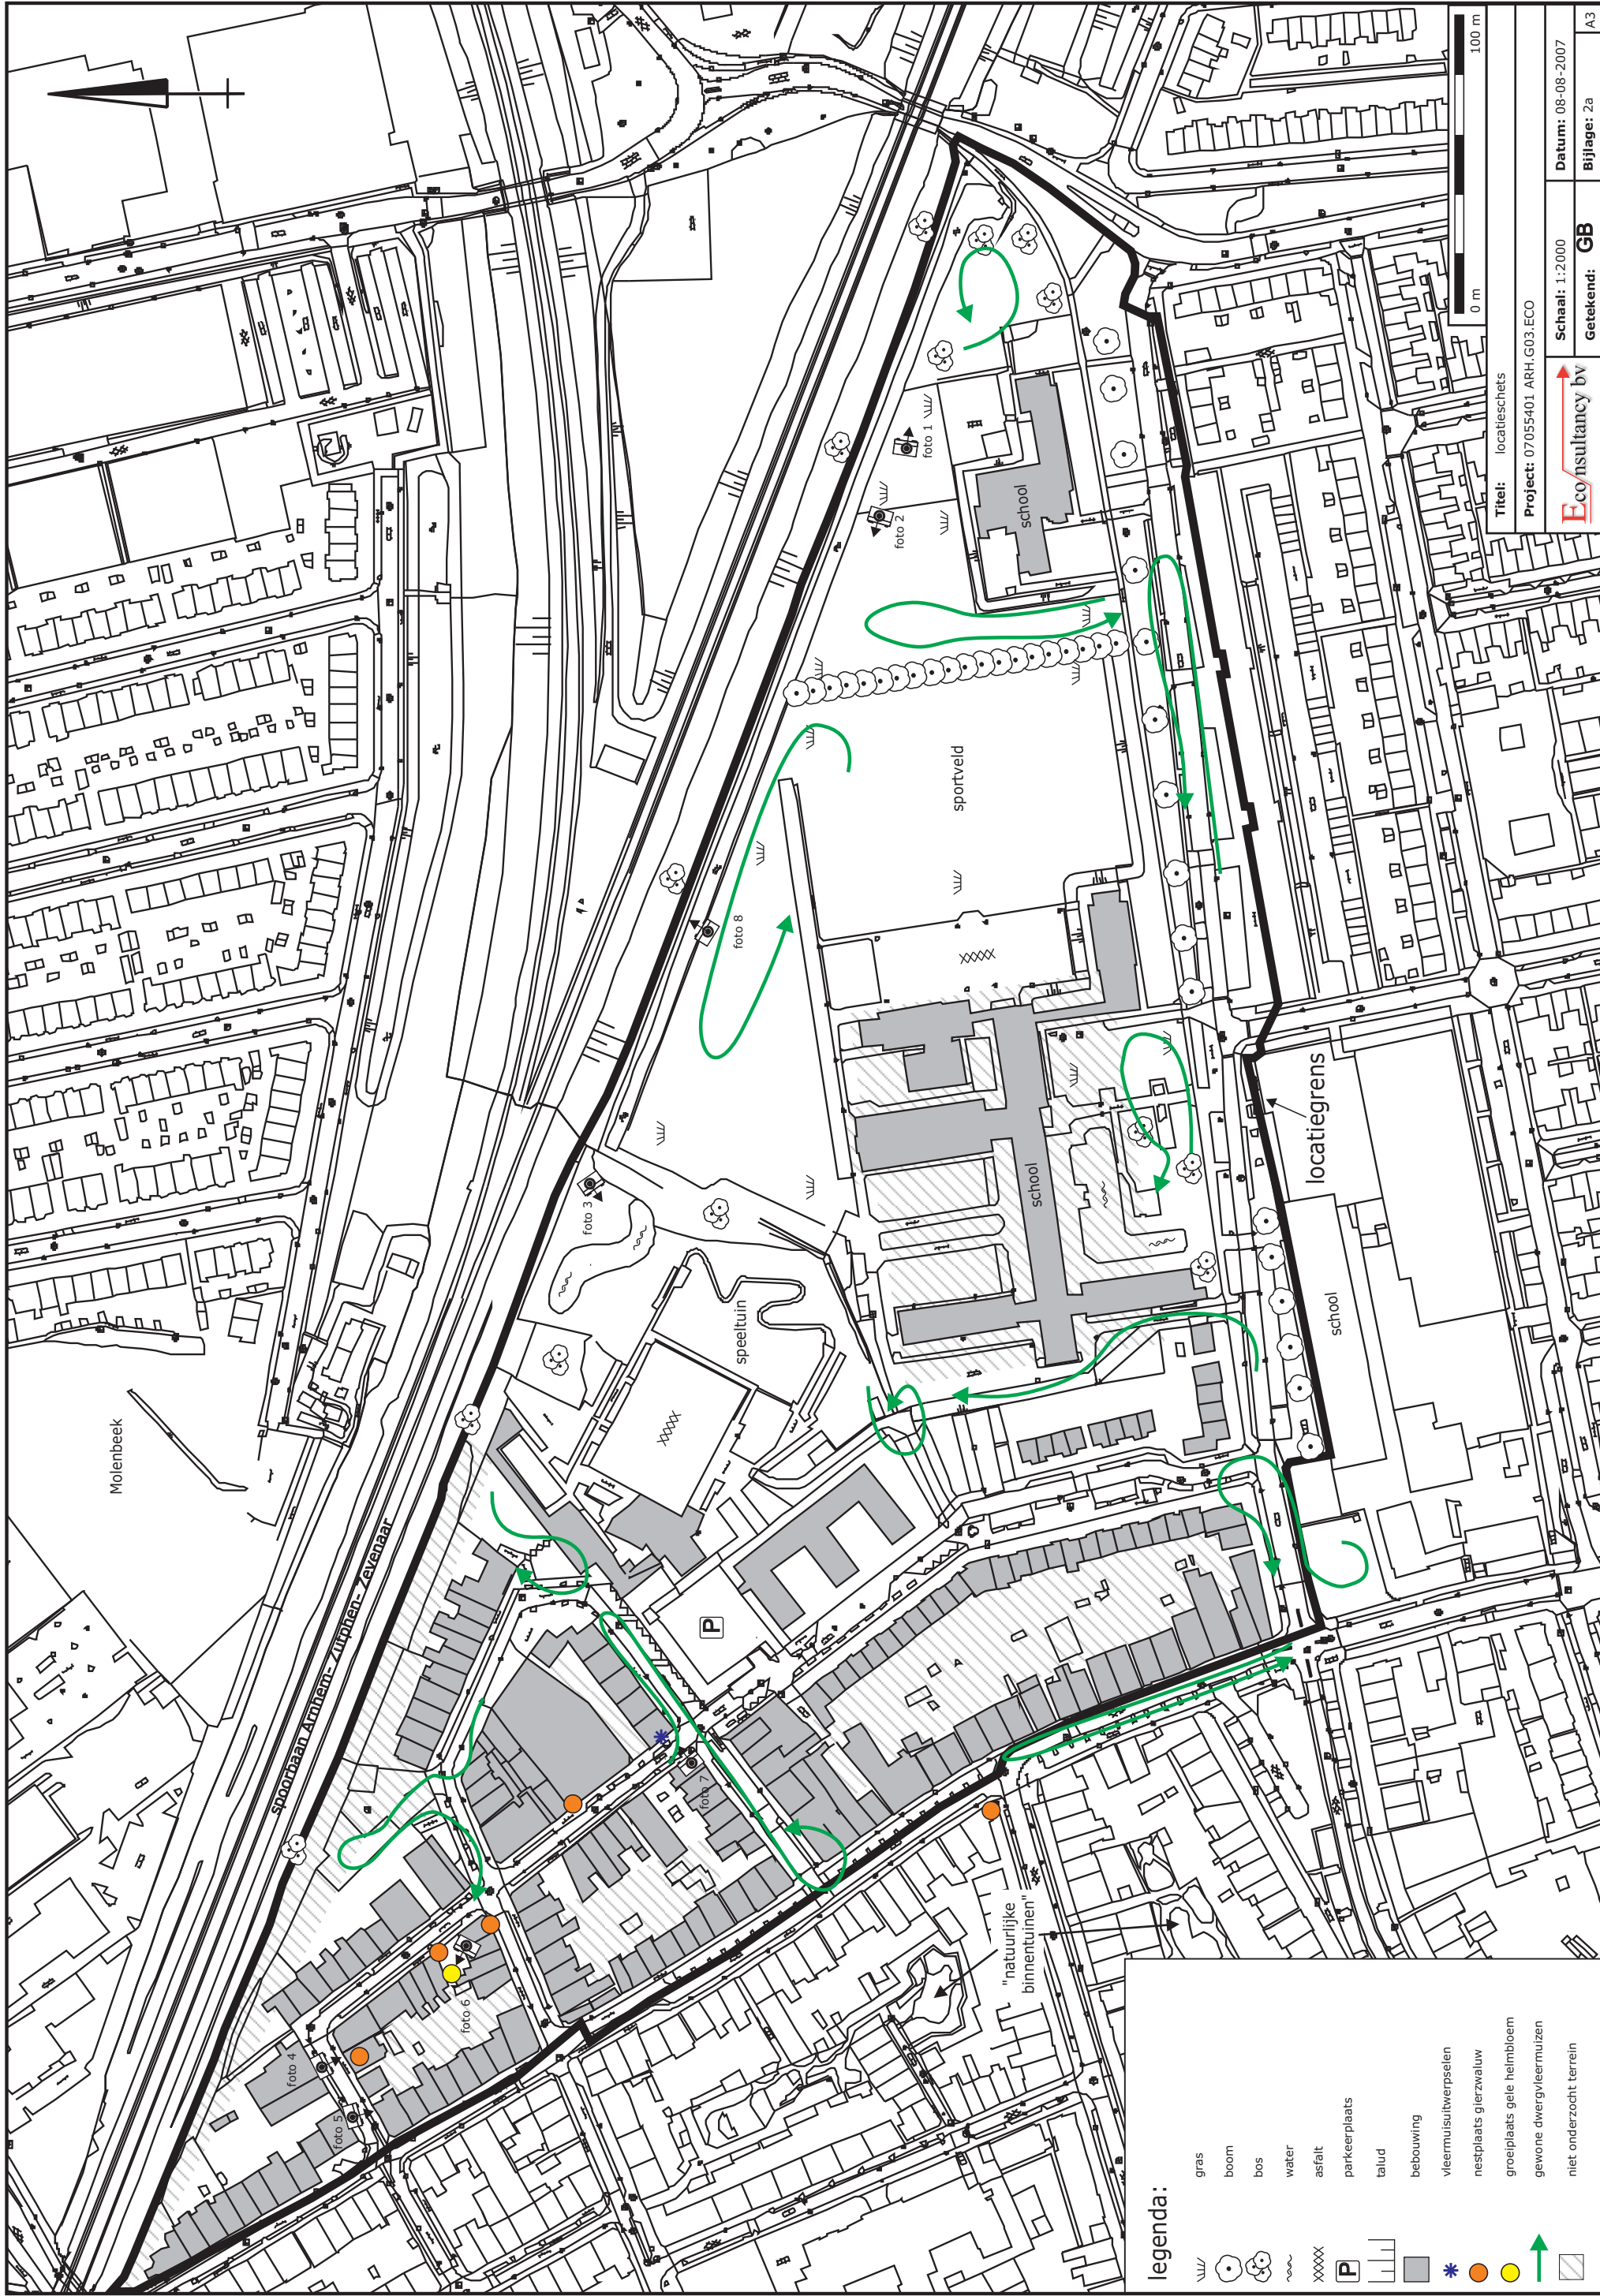 Molenbeek
spoorbaan Arnhem- Zutphen- Zevenaar
foto 1
foto 2
foto 3
foto 4
foto 5
foto 6
foto 7
foto 8
school
sportveld
school
speeltuin
P
school
locatiegrens
"natuurlijke
binnentuinen"
legenda:
gras
boom
bos
water
asfalt
P parkeerplaats
talud
bebouwing
vleermuisuitwerpselen
nestplaats gierzwaluw
groeiplaats gele helmbloem
gewone dwergvleermuizen
niet onderzocht terrein
0 m 100 m
Titel: locatieschets
Project: 07055401 ARH.G03.ECO
Econsultancy bv
Schaal: 1:2000
Datum: 08-08-2007
Getekend: GB
Bijlage: 2a
A3